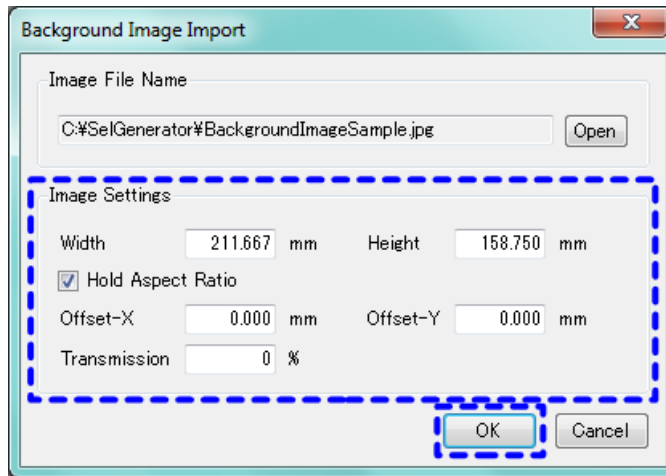 Background Image Import
Image File Name
C:¥SelGenerator¥BackgroundImageSample.jpg Open
Image Settings
Width 211.667 mm Height 158.750 mm
Hold Aspect Ratio
Offset-X 0.000 mm Offset-Y 0.000 mm
Transmission 0 %
OK Cancel